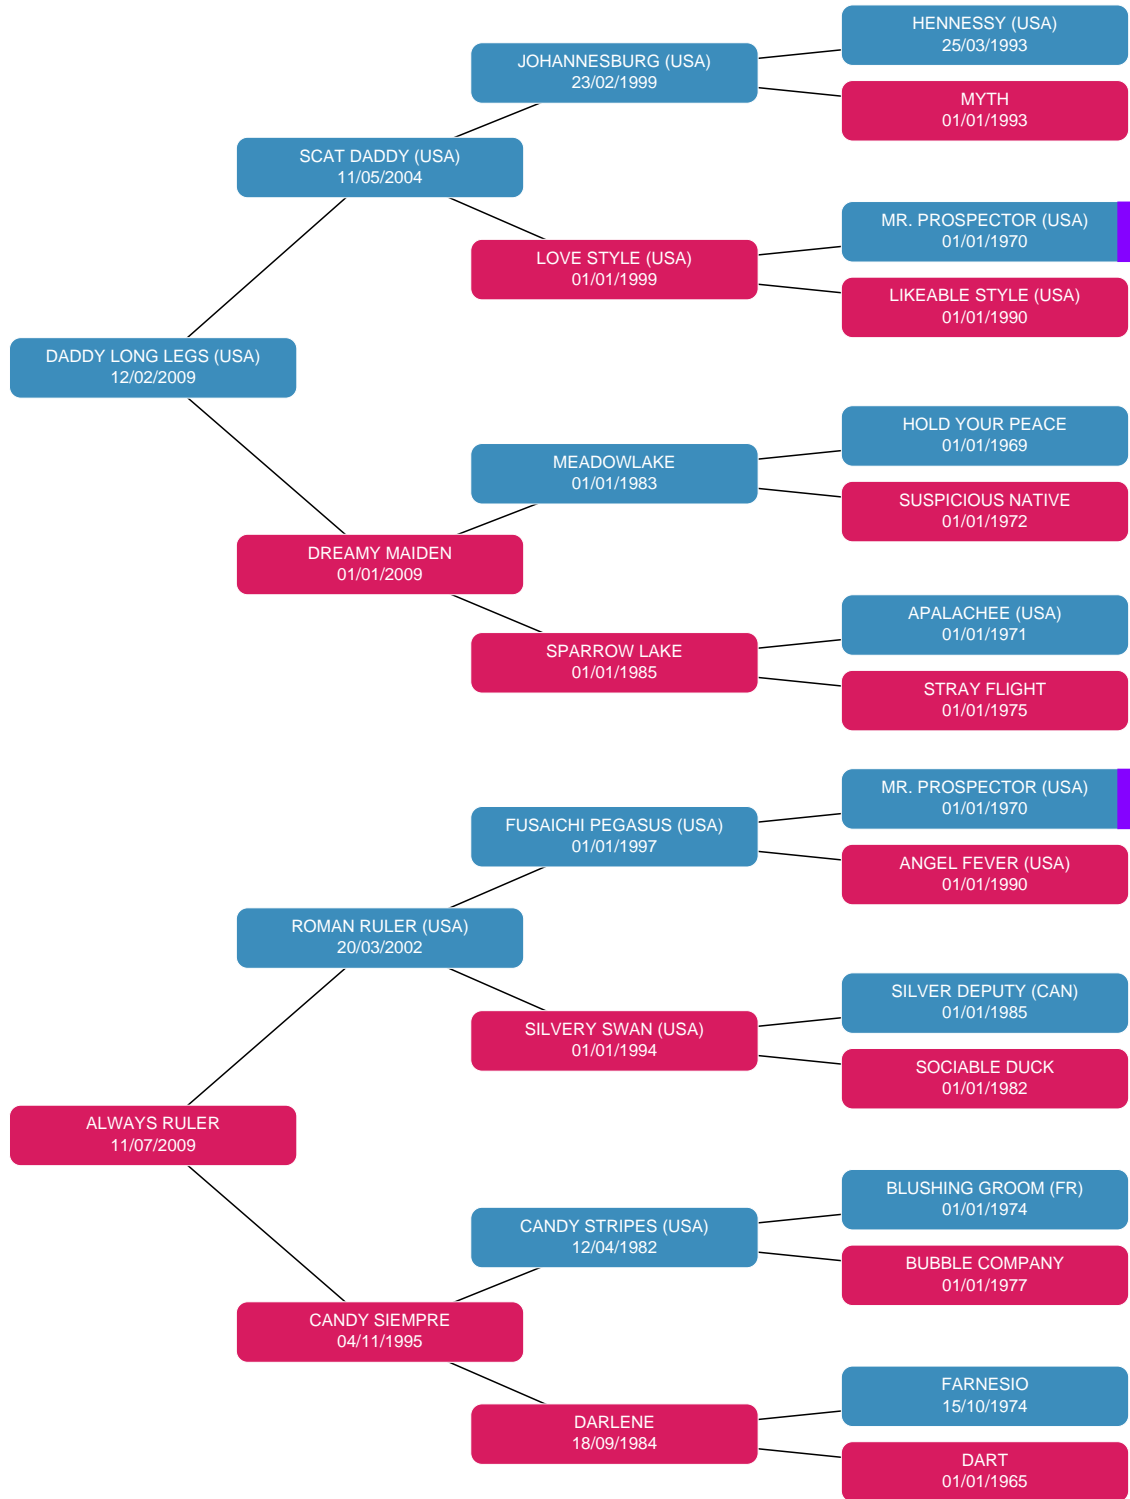 HENNESSY (USA)
25/03/1993
JOHANNESBURG (USA)
23/02/1999
MYTH
01/01/1993
SCAT DADDY (USA)
11/05/2004
MR. PROSPECTOR (USA)
01/01/1970
LOVE STYLE (USA)
01/01/1999
LIKEABLE STYLE (USA)
01/01/1990
DADDY LONG LEGS (USA)
12/02/2009
HOLD YOUR PEACE
01/01/1969
MEADOWLAKE
01/01/1983
SUSPICIOUS NATIVE
01/01/1972
DREAMY MAIDEN
01/01/2009
APALACHEE (USA)
01/01/1971
SPARROW LAKE
01/01/1985
STRAY FLIGHT
01/01/1975
MR. PROSPECTOR (USA)
01/01/1970
FUSAICHI PEGASUS (USA)
01/01/1997
ANGEL FEVER (USA)
01/01/1990
ROMAN RULER (USA)
20/03/2002
SILVER DEPUTY (CAN)
01/01/1985
SILVERY SWAN (USA)
01/01/1994
SOCIABLE DUCK
01/01/1982
ALWAYS RULER
11/07/2009
BLUSHING GROOM (FR)
01/01/1974
CANDY STRIPES (USA)
12/04/1982
BUBBLE COMPANY
01/01/1977
CANDY SIEMPRE
04/11/1995
FARNESIO
15/10/1974
DARLENE
18/09/1984
DART
01/01/1965